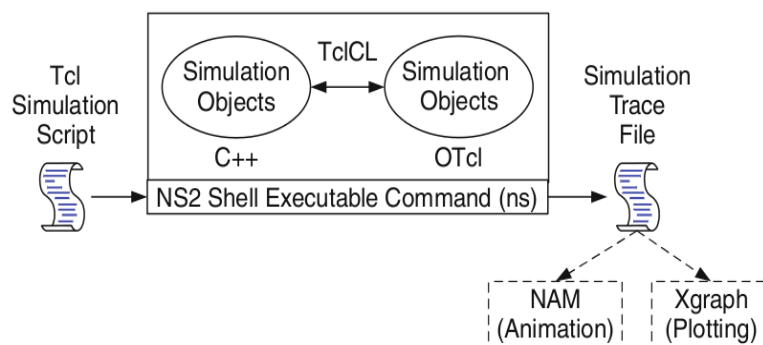 Tcl
Simulation
Script
Simulation
Objects
C++
TclCL
Simulation
Objects
OTcl
NS2 Shell Executable Command (ns)
Simulation
Trace
File
NAM
(Animation)
Xgraph
(Plotting)